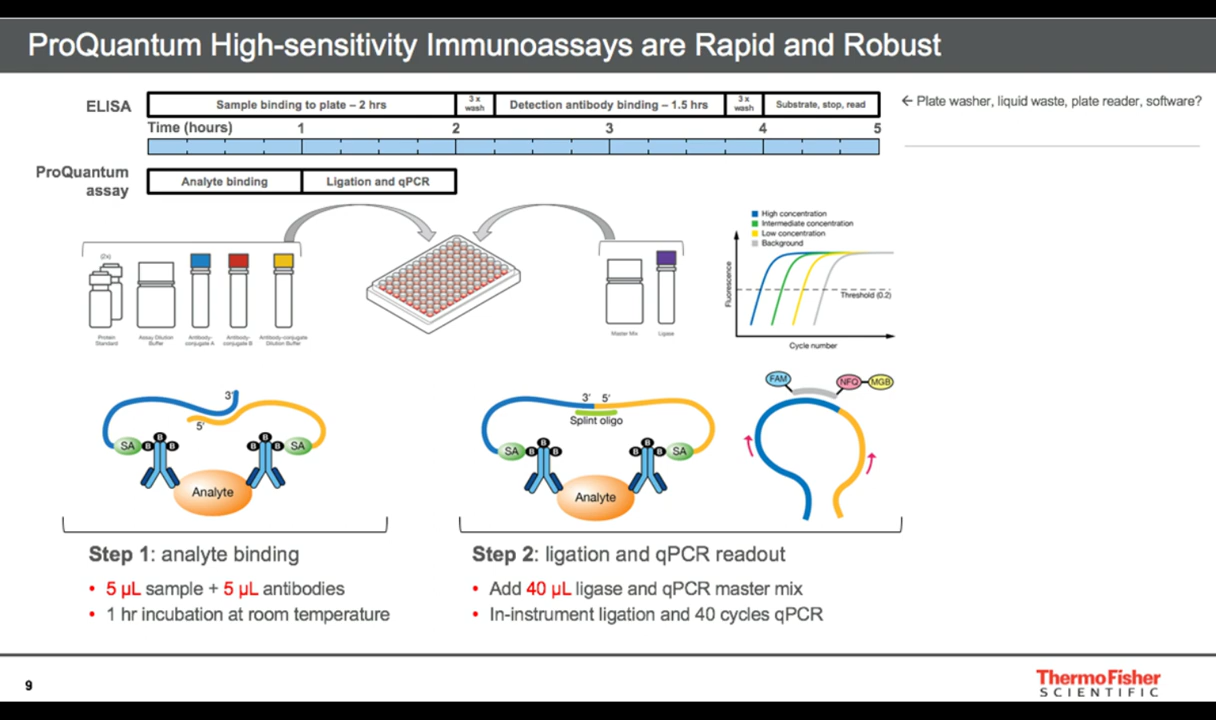 ProQuantum High-sensitivity Immunoassays are Rapid and Robust
ELISA
Sample binding to plate – 2 hrs
3 x
wash
Detection antibody binding – 1.5 hrs
3 x
wash
Substrate, stop, read
← Plate washer, liquid waste, plate reader, software?
Time (hours)
1
2
3
4
5
ProQuantum
assay
Analyte binding
Ligation and qPCR
(2x)
Protein
Standard
Assay Dilution
Buffer
Antibody-
conjugate A
Antibody-
conjugate B
Antibody-conjugate
Dilution Buffer
Master Mix
Ligase
High concentration
Intermediate concentration
Low concentration
Background
Fluorescence
Threshold (0.2)
Cycle number
3'
5'
SA
B
B
B
B
B
B
SA
Analyte
3' 5'
Splint oligo
SA
B
B
B
B
B
B
SA
Analyte
FAM
NFQ
MGB
Step 1: analyte binding
• 5 µL sample + 5 µL antibodies
• 1 hr incubation at room temperature
Step 2: ligation and qPCR readout
• Add 40 µL ligase and qPCR master mix
• In-instrument ligation and 40 cycles qPCR
9
ThermoFisher
SCIENTIFIC